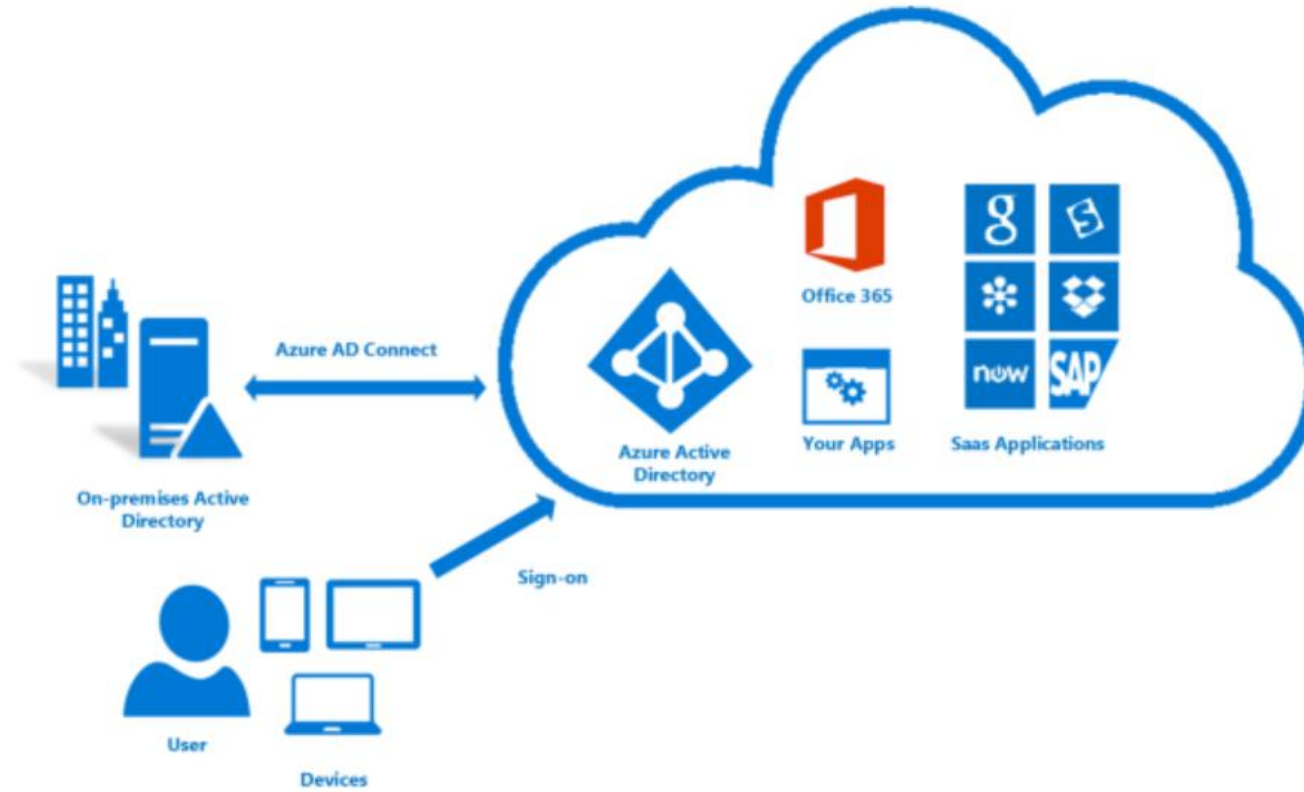 Office 365
g
S
now
SAP
Azure AD Connect
Azure Active
Directory
Your Apps
Saas Applications
On-premises Active
Directory
Sign-on
User
Devices